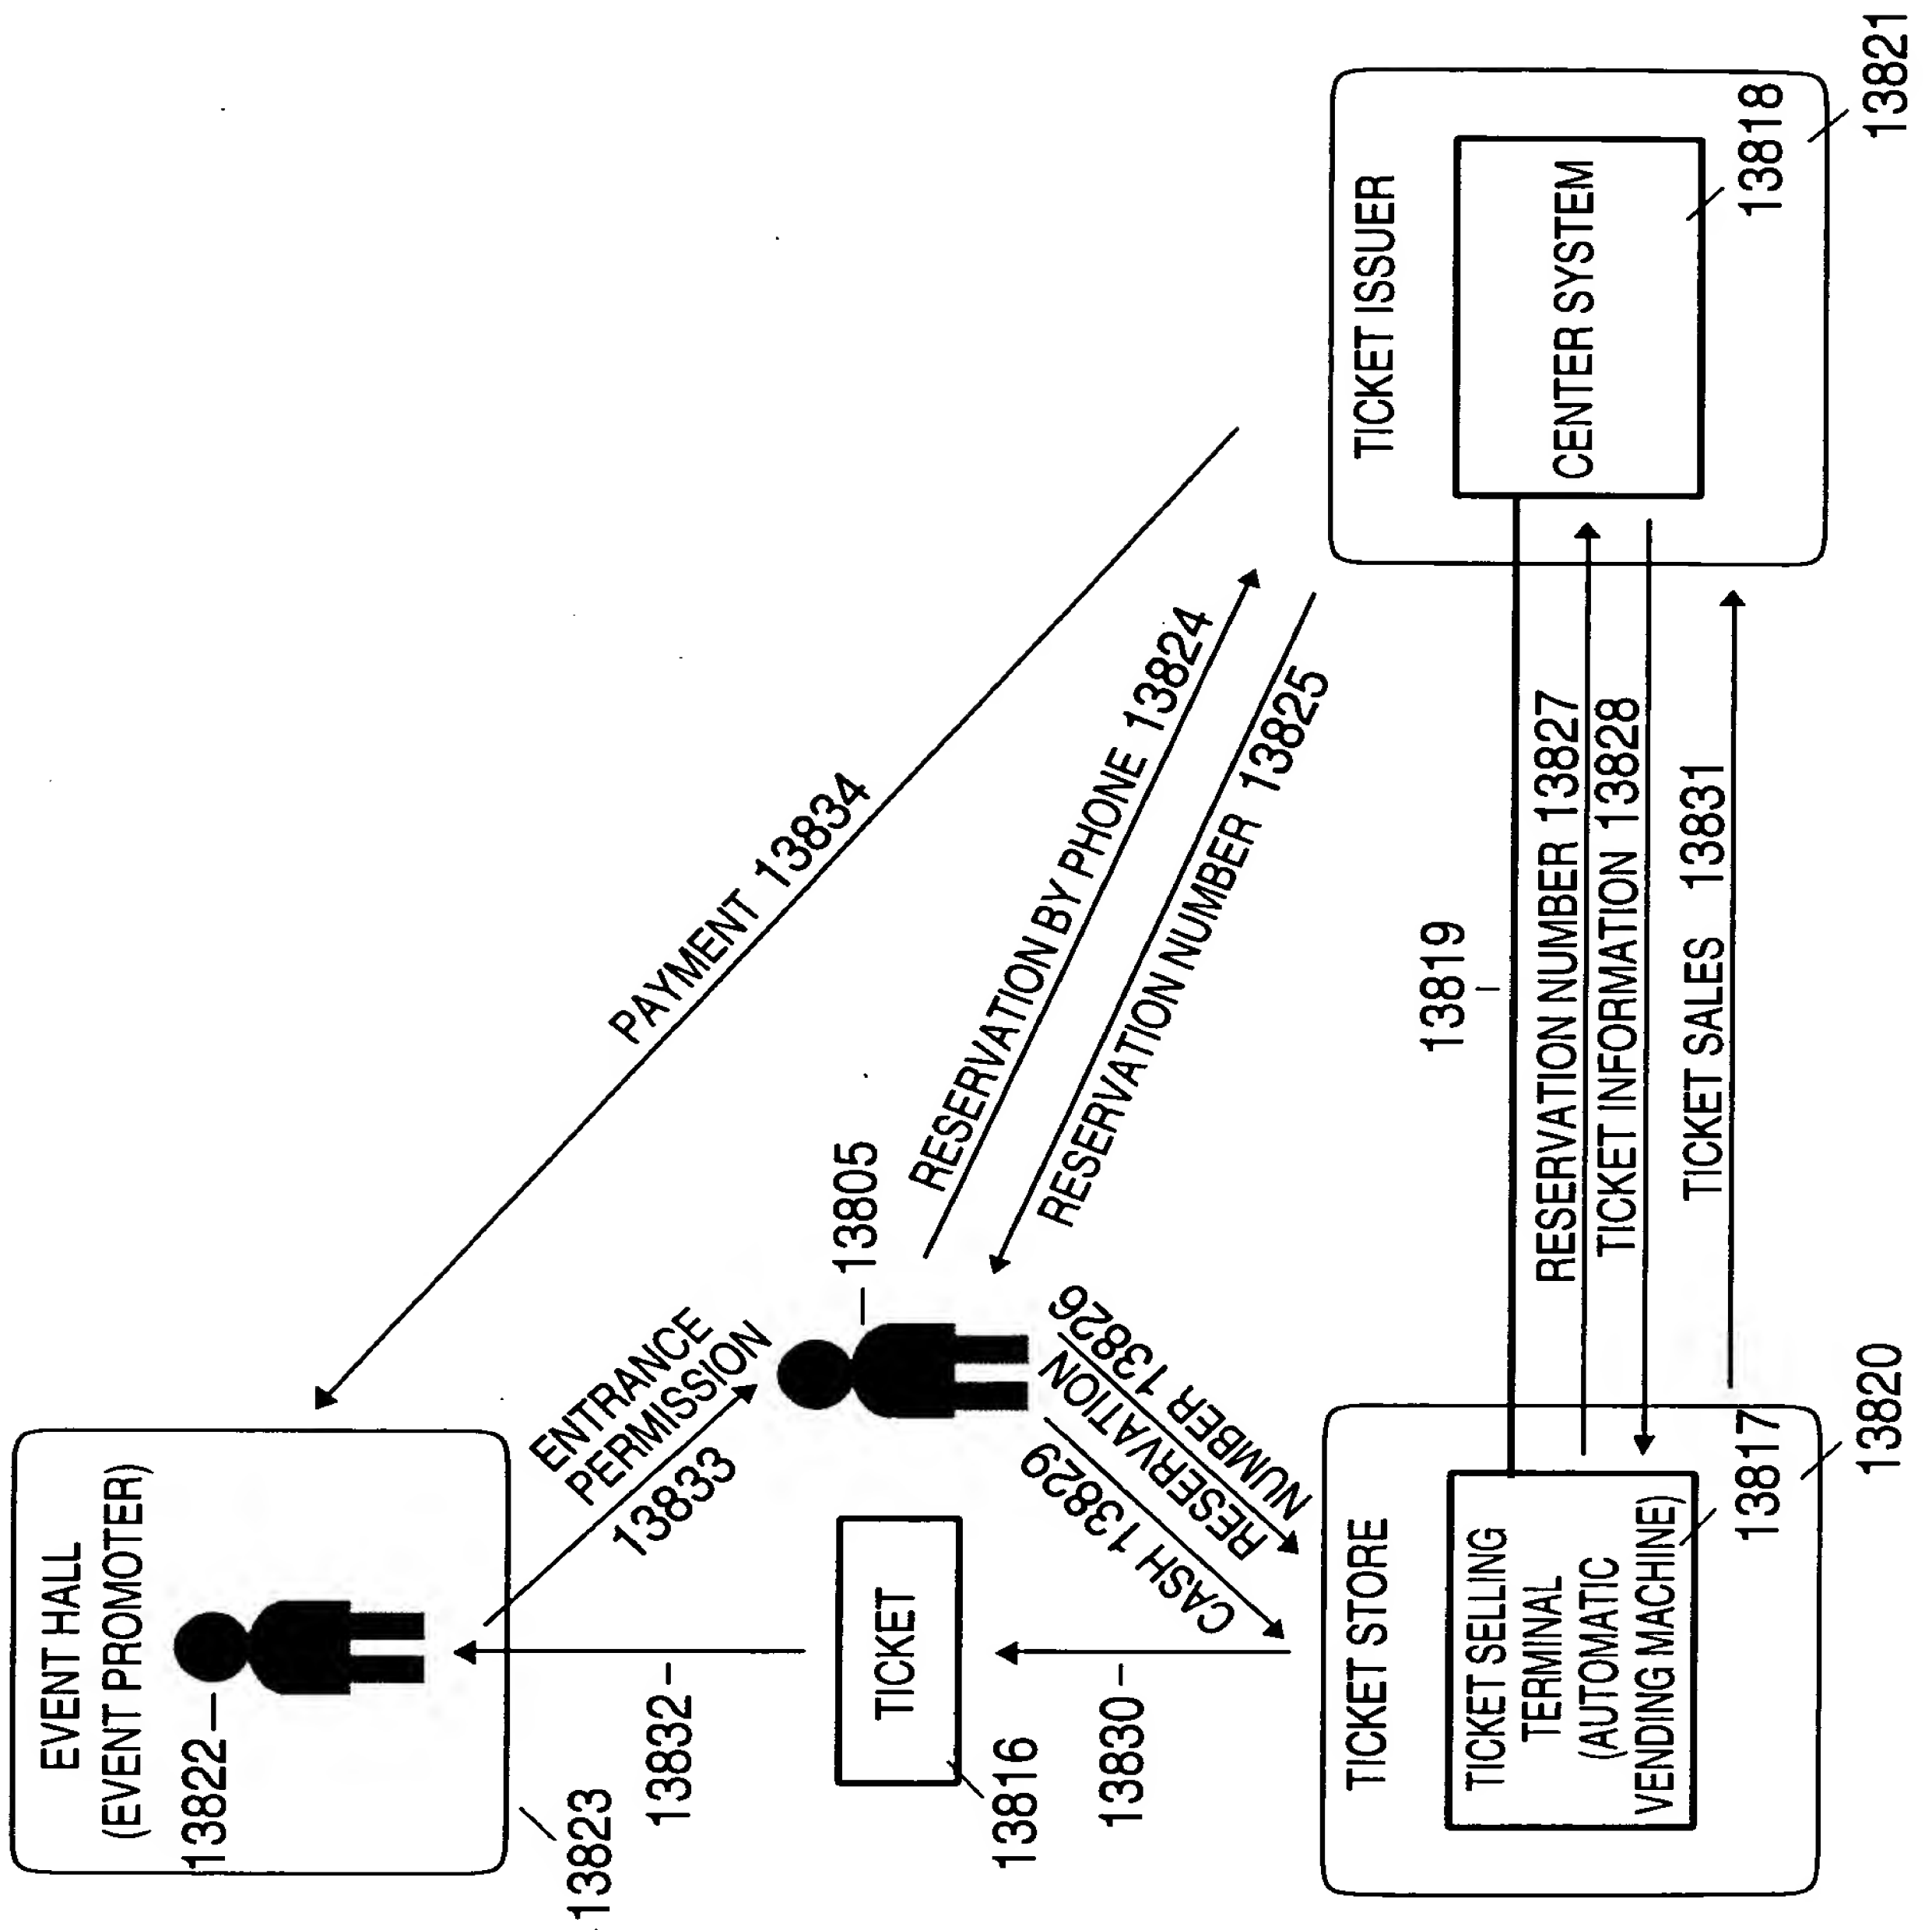 EVENT HALL
(EVENT PROMOTER)
13822
13823
13832
ENTRANCE
PERMISSION
13833
PAYMENT 13834
13805
TICKET
13816
13830
RESERVATION BY PHONE 13824
RESERVATION NUMBER 13825
RESERVATION
NUMBER 13826
CASH 13829
TICKET STORE
TICKET SELLING
TERMINAL
(AUTOMATIC
VENDING MACHINE)
13817
13820
13819
RESERVATION NUMBER 13827
TICKET INFORMATION 13828
TICKET SALES 13831
TICKET ISSUER
CENTER SYSTEM
13818
13821